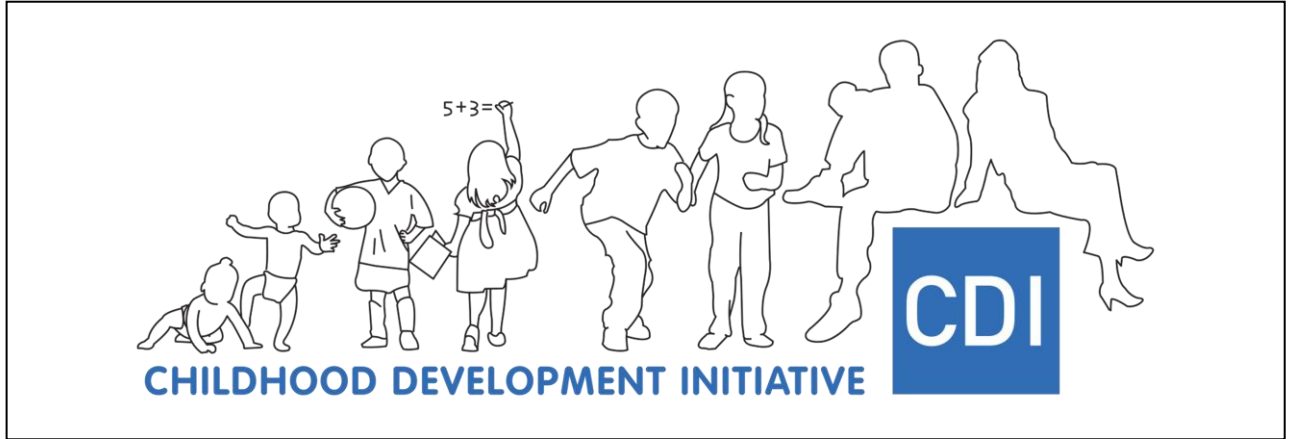 5+3=
CDI
CHILDHOOD DEVELOPMENT INITIATIVE